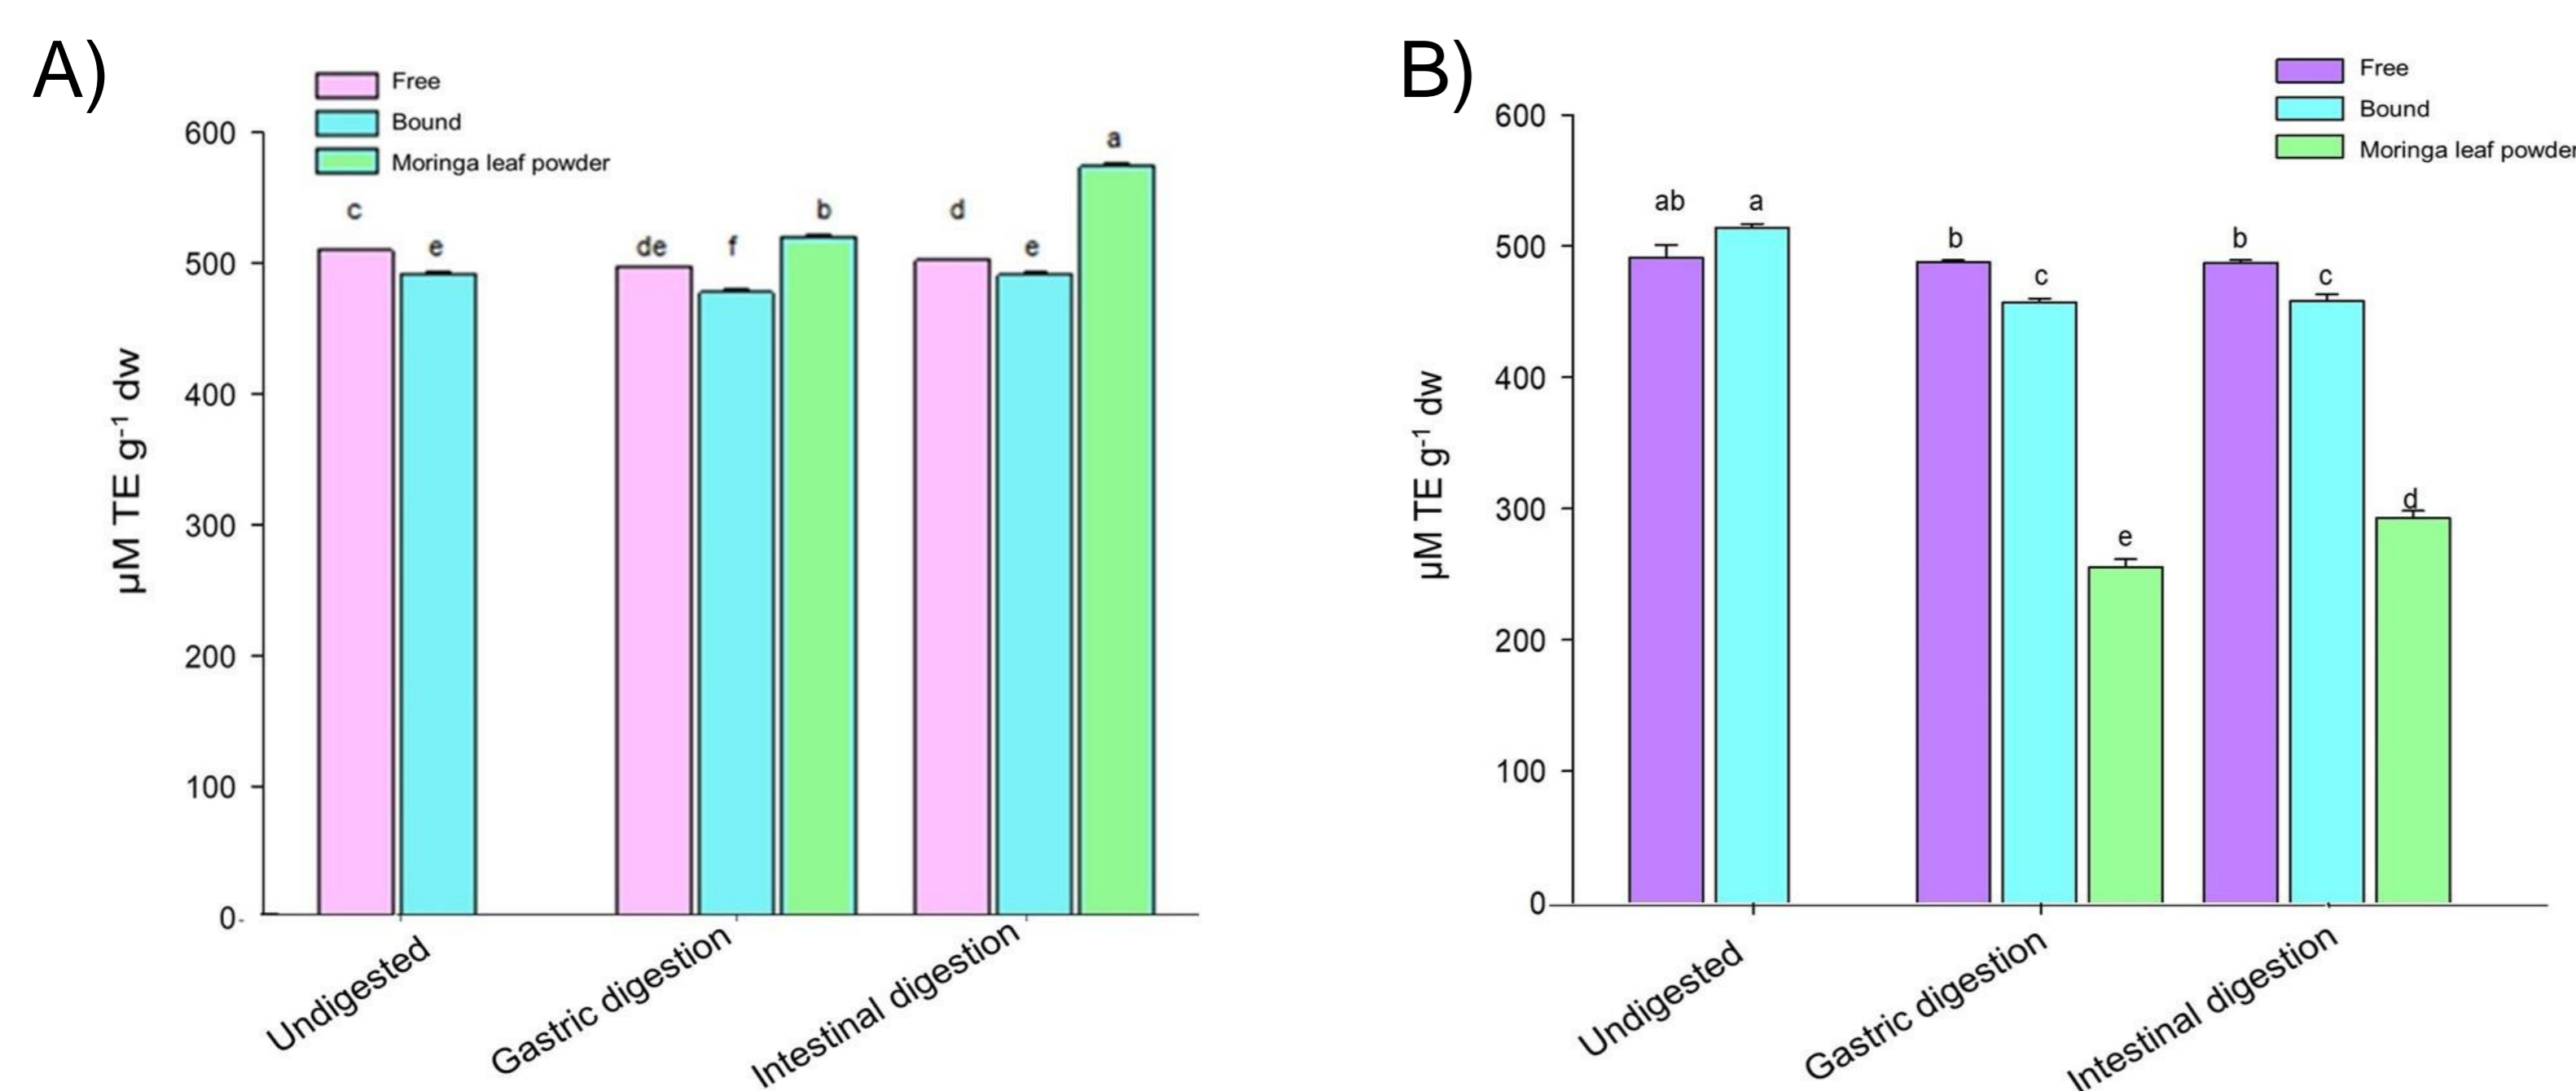 A)
Free
Bound
Moringa leaf powder
600
500
400
300
200
100
0-
µM TE g⁻¹ dw
c
e
de
f
b
d
e
a
Undigested
Gastric digestion
Intestinal digestion
B)
Free
Bound
Moringa leaf powder
600
500
400
300
200
100
0
µM TE g⁻¹ dw
ab
a
b
c
e
b
c
d
Undigested
Gastric digestion
Intestinal digestion